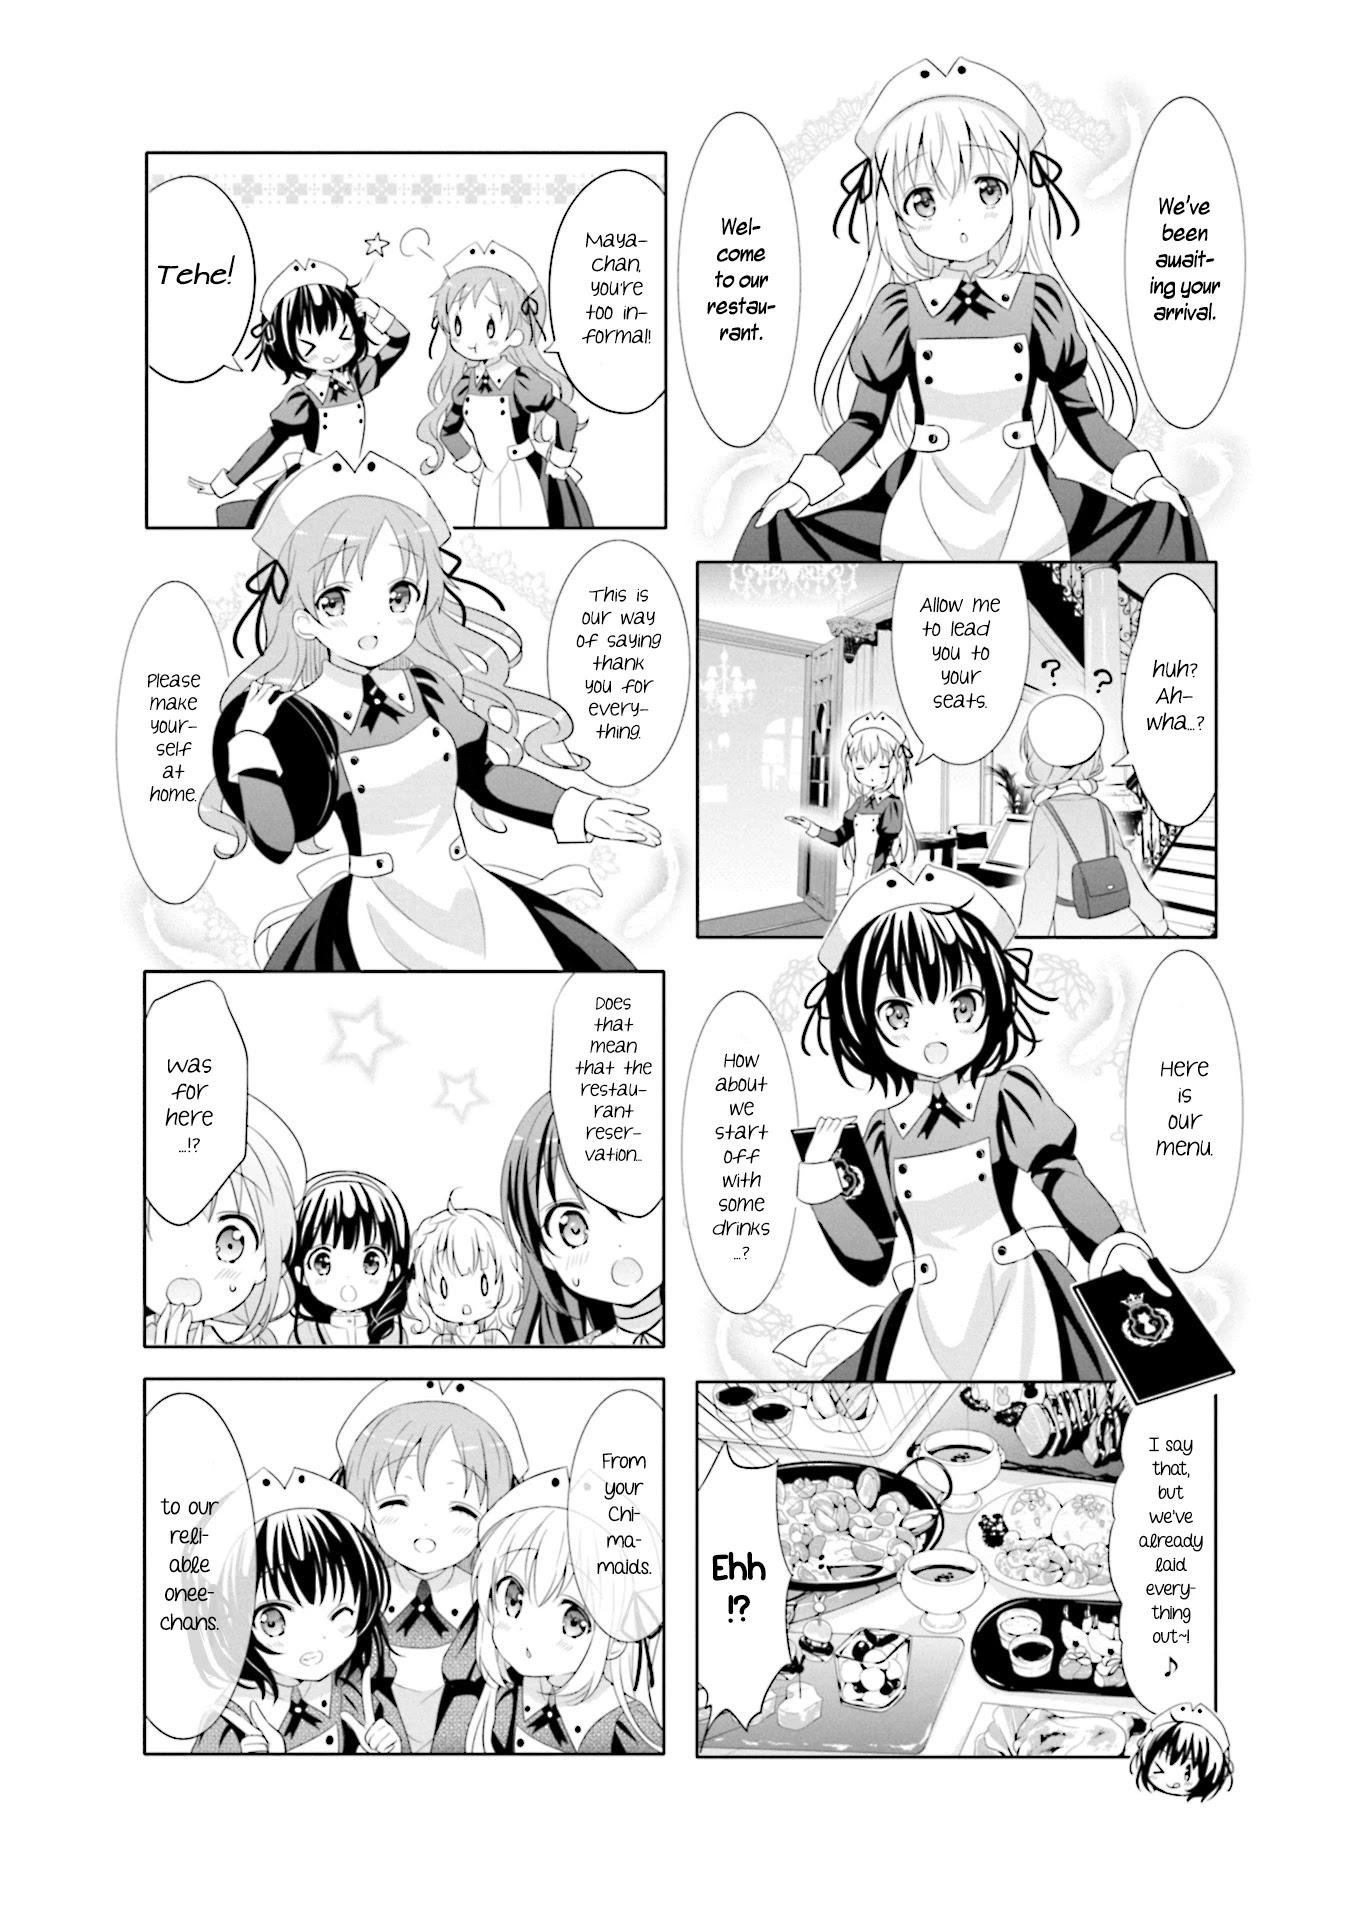 We've
been
await-
ing your
arrival.
Wel-
come
to our
restau-
rant.
huh?
Ah-
wha...?
Allow me
to lead
you to
your
seats.
?
?
Here
is
our
menu.
How
about
we
start
off
with
some
drinks
...?
I say
that,
but
we've
already
laid
every-
thing
out~!
♪
Ehh
!?
Maya-
chan,
you're
too in-
formal!
Tehe!
This is
our way
of saying
thank
you for
every-
thing.
Please
make
your-
self
at
home.
Does
that
mean
that the
restau-
rant
reser-
vation...
Was
for
here
...!?
From
your
Chi-
ma-
maids.
to our
reli-
able
onee-
chans.